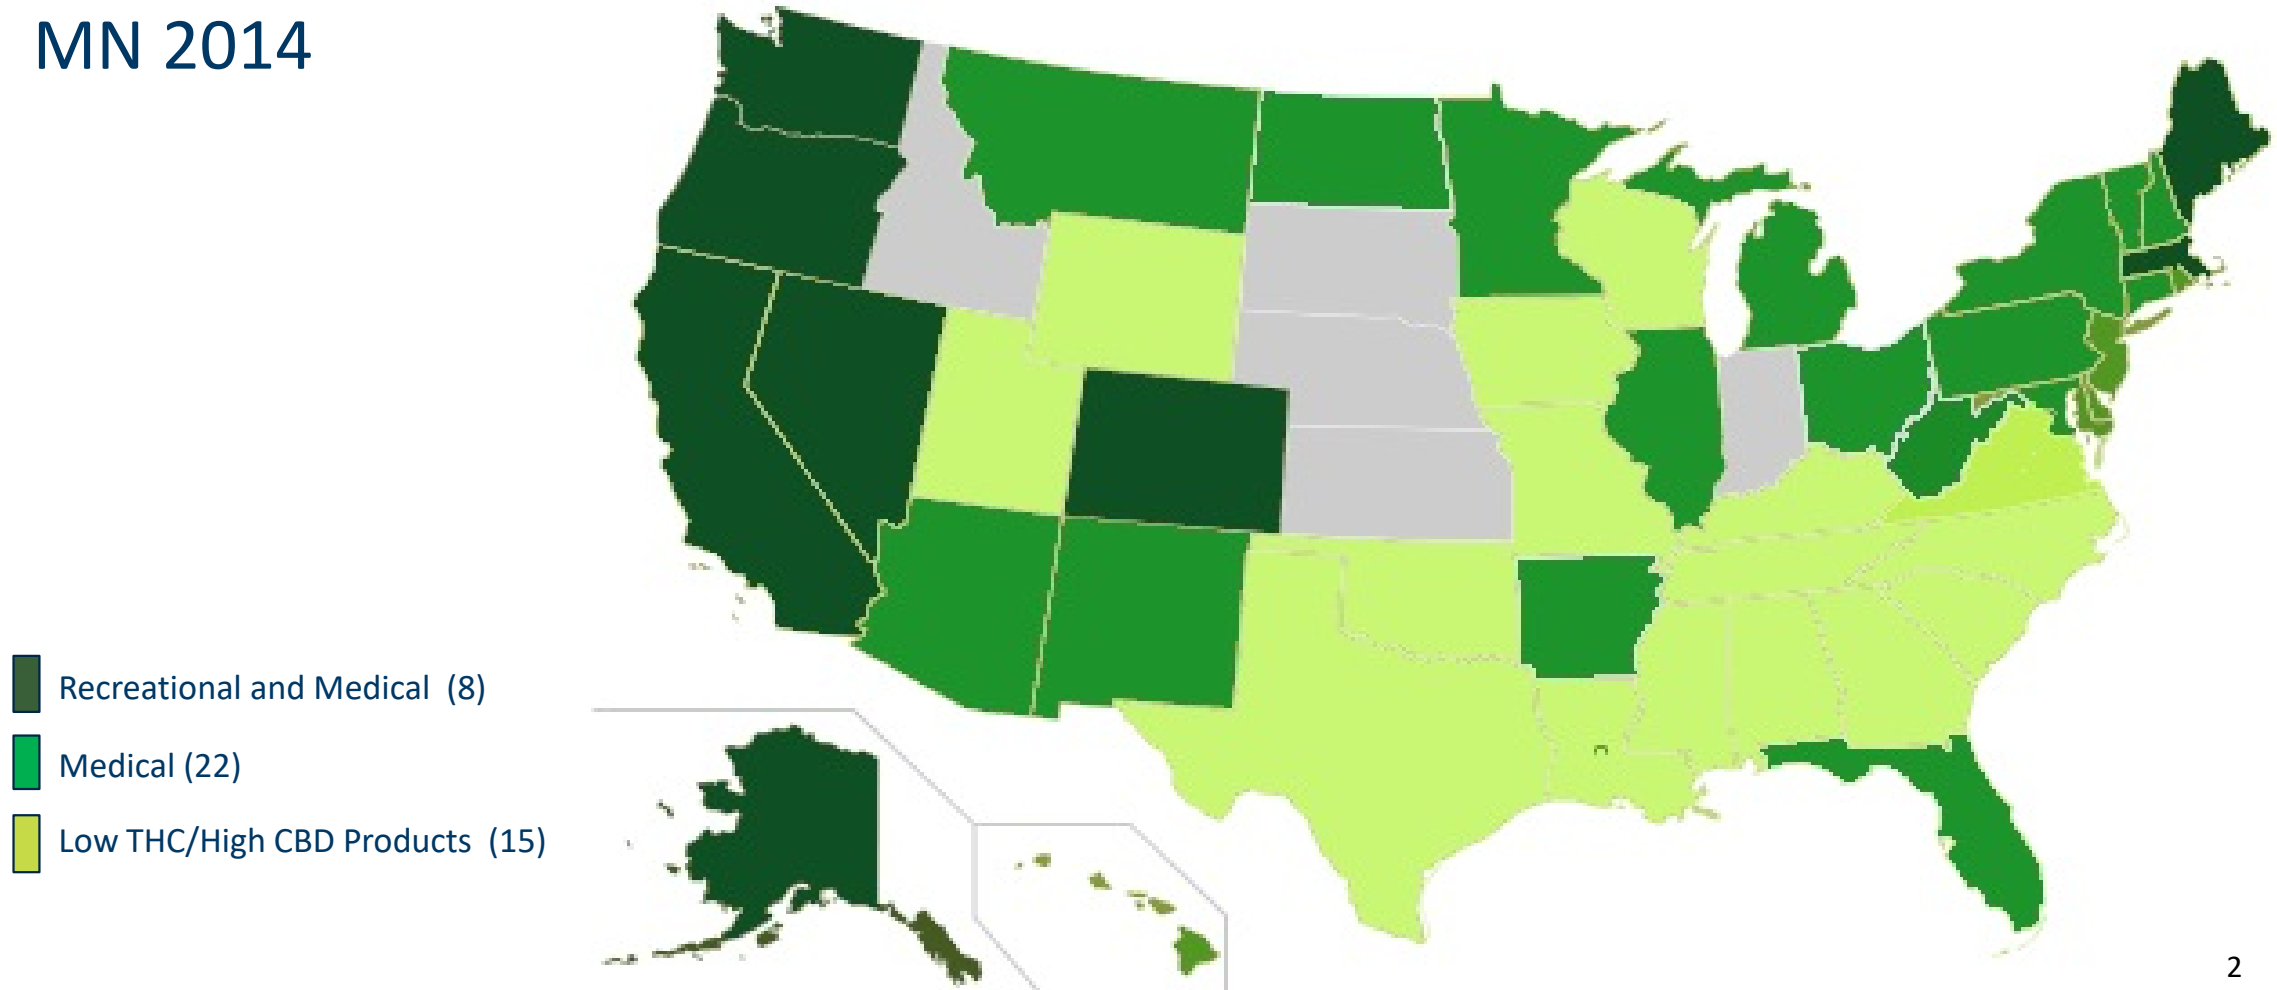 MN 2014
Recreational and Medical (8)
Medical (22)
Low THC/High CBD Products (15)
2